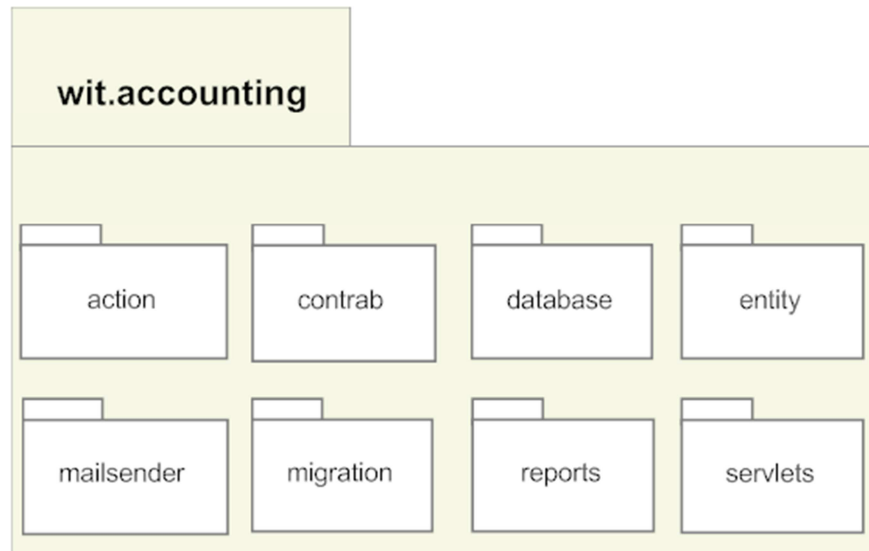 wit.accounting
action
contrab
database
entity
mailsender
migration
reports
servlets